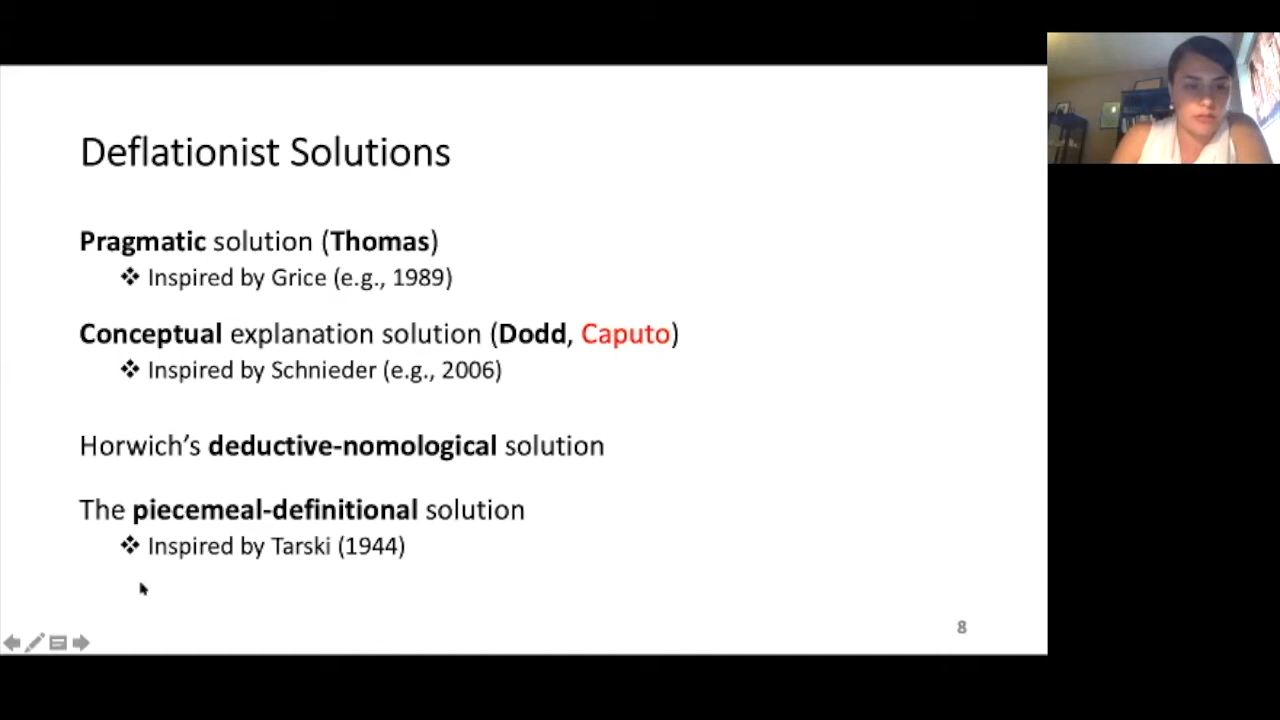 Deflationist Solutions
Pragmatic solution (Thomas)
❖ Inspired by Grice (e.g., 1989)
Conceptual explanation solution (Dodd, Caputo)
❖ Inspired by Schnieder (e.g., 2006)
Horwich’s deductive-nomological solution
The piecemeal-definitional solution
❖ Inspired by Tarski (1944)
8